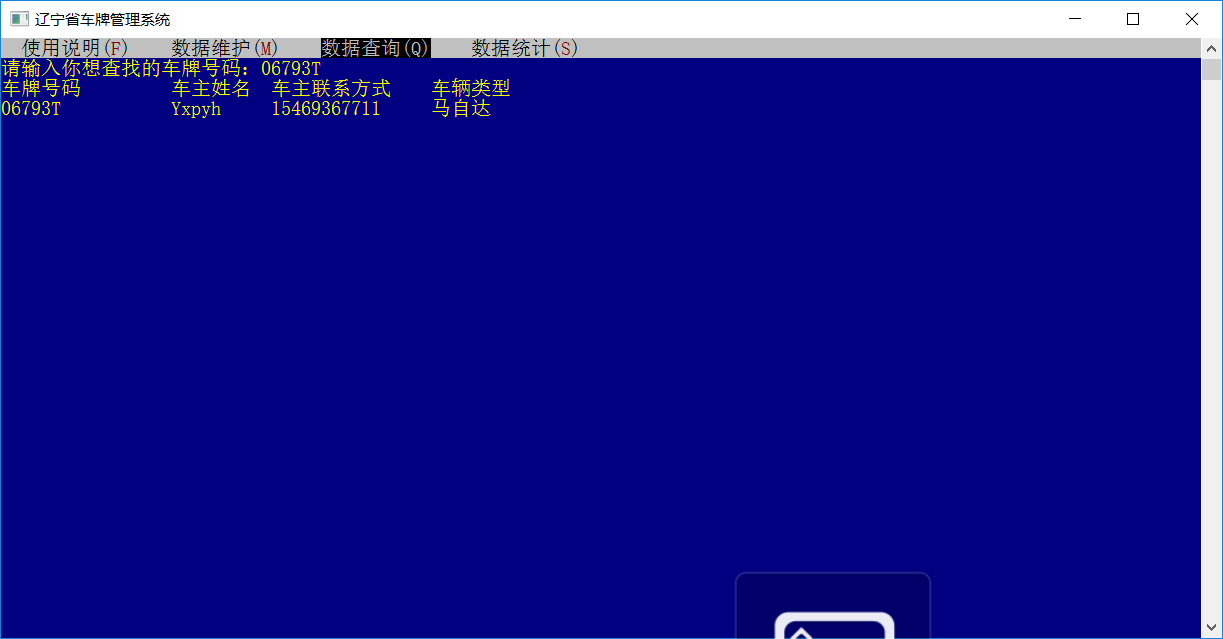 辽宁省车牌管理系统
使用说明(F) 数据维护(M) 数据查询(Q) 数据统计(S)
请输入你想查找的车牌号码：06793T
车牌号码 车主姓名 车主联系方式 车辆类型
06793T Yxpyh 15469367711 马自达